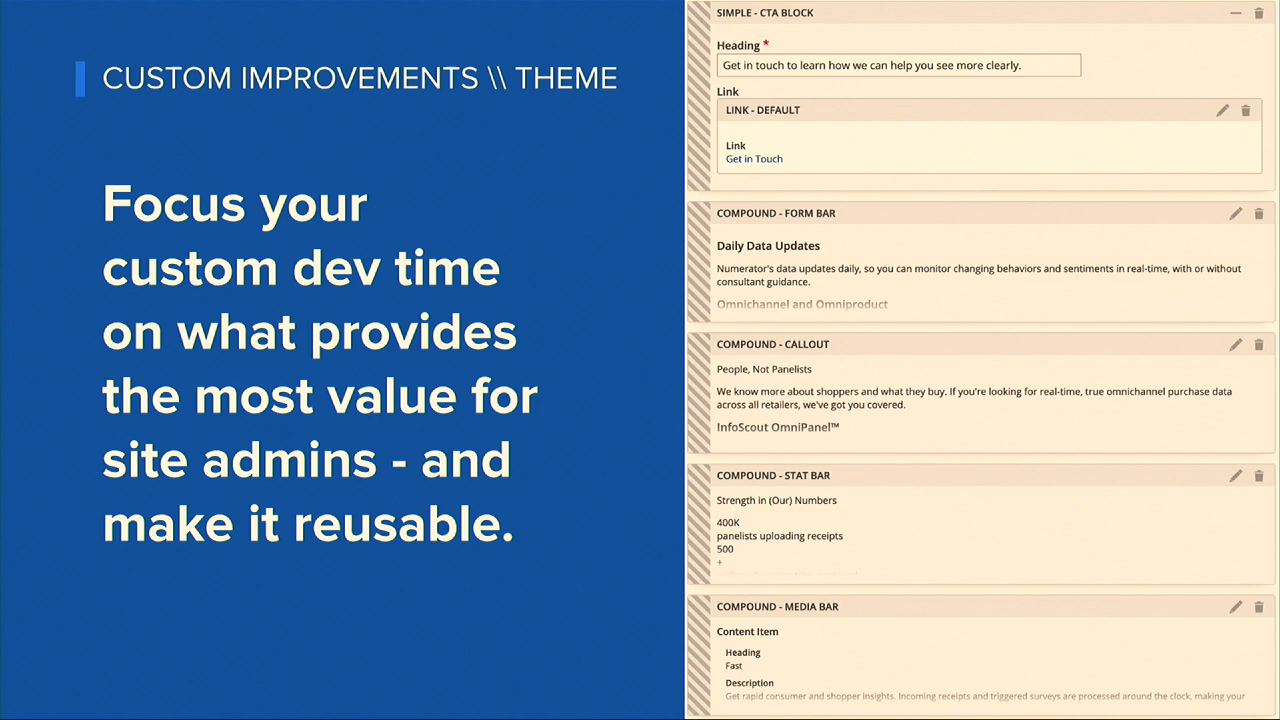 CUSTOM IMPROVEMENTS \\ THEME
Focus your
custom dev time
on what provides
the most value for
site admins - and
make it reusable.
SIMPLE - CTA BLOCK
Heading *
Get in touch to learn how we can help you see more clearly.
Link
LINK - DEFAULT
Link
Get in Touch
COMPOUND - FORM BAR
Daily Data Updates
Numerator's data updates daily, so you can monitor changing behaviors and sentiments in real-time, with or without
consultant guidance.
Omnichannel and Omniproduct
COMPOUND - CALLOUT
People, Not Panelists
We know more about shoppers and what they buy. If you're looking for real-time, true omnichannel purchase data
across all retailers, we've got you covered.
InfoScout OmniPanel™
COMPOUND - STAT BAR
Strength in (Our) Numbers
400K
panelists uploading receipts
500
+
COMPOUND - MEDIA BAR
Content Item
Heading
Fast
Description
Get rapid consumer and shopper insights. Incoming receipts and triggered surveys are processed around the clock, making your